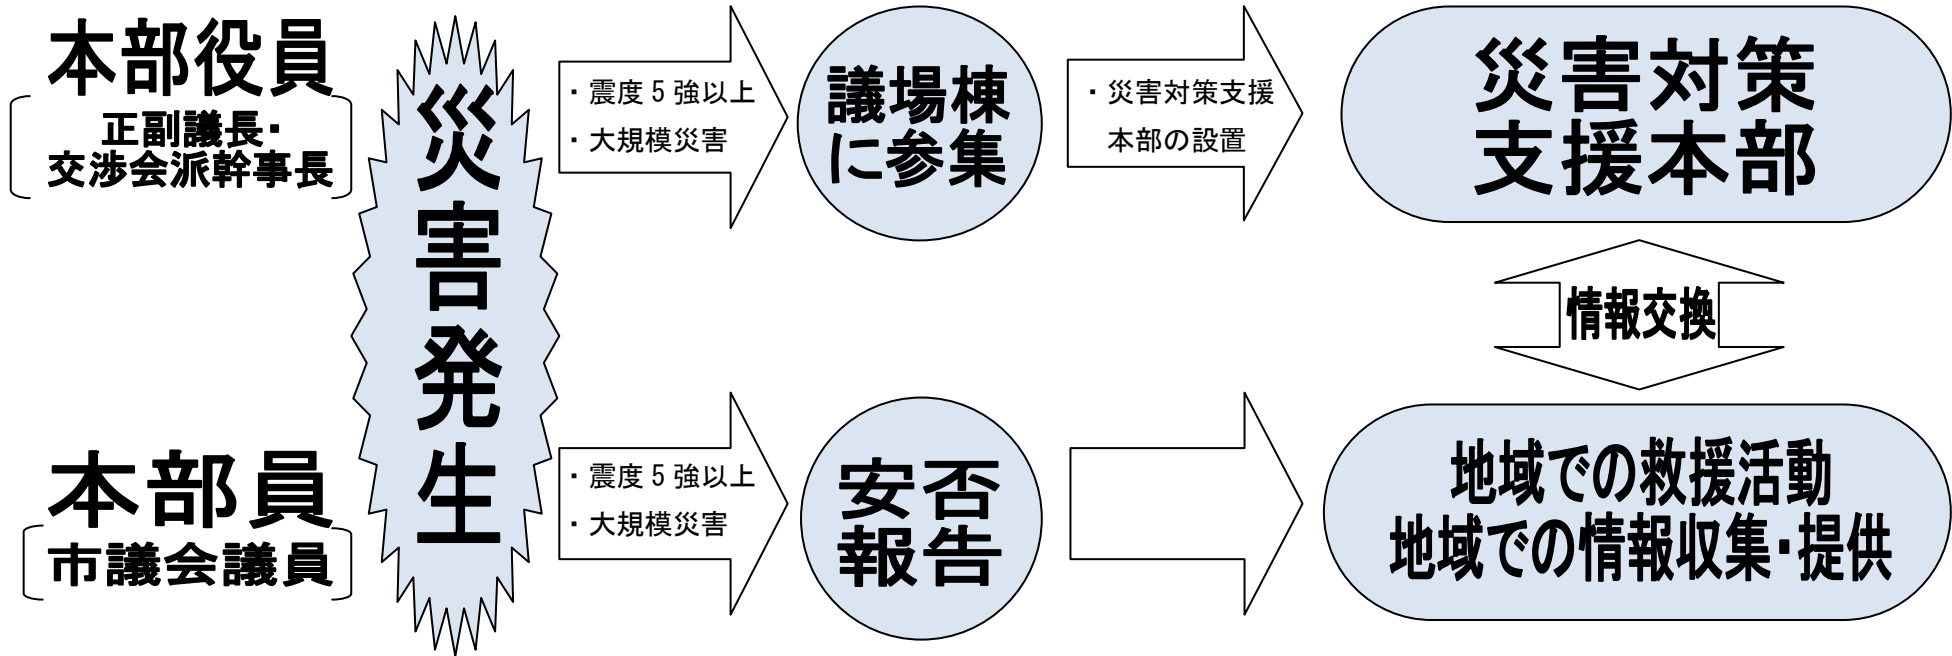 本部役員
正副議長・
交渉会派幹事長
災害発生
・震度5強以上
・大規模災害
議場棟
に参集
・災害対策支援
本部の設置
災害対策
支援本部
情報交換
本部員
市議会議員
・震度5強以上
・大規模災害
安否
報告
地域での救援活動
地域での情報収集・提供